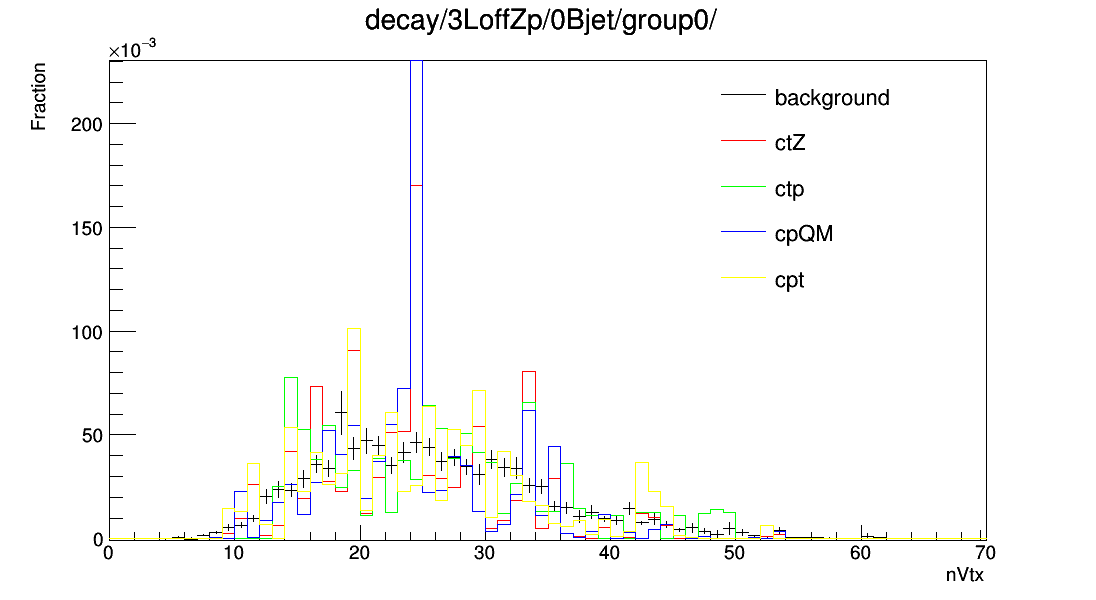 decay/3LoffZp/0Bjet/group0/
×10⁻³
Fraction
200
150
100
50
0
background
ctZ
ctp
cpQM
cpt
0 10 20 30 40 50 60 70
nVtx